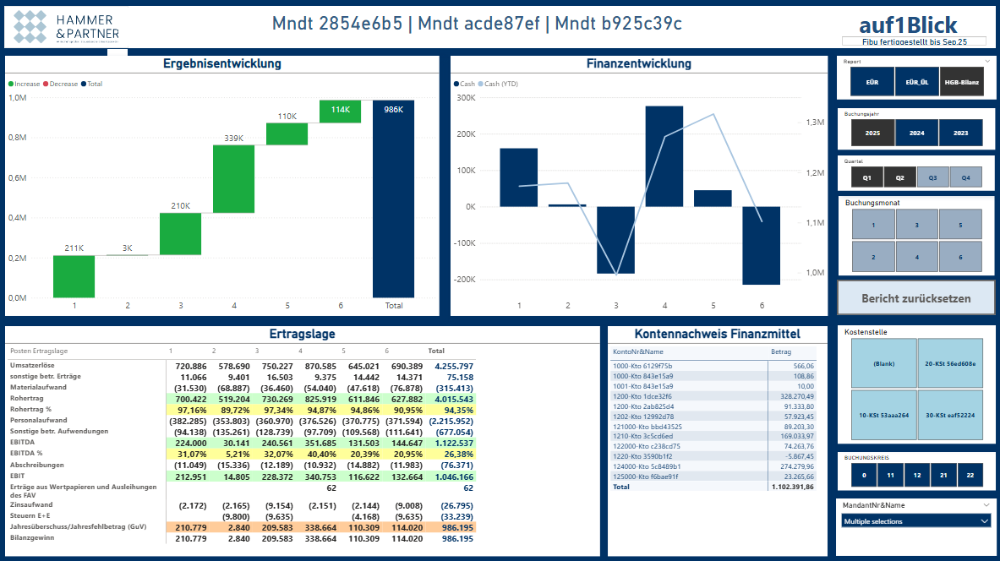 HAMMER
&PARTNER
Mndt 2854e6b5 | Mndt acde87ef | Mndt b925c39c
auf1Blick
Fibu fertiggestellt bis Sep.25
Ergebnisentwicklung
Increase Decrease Total
1,0M
0,8M
0,6M
0,4M
0,2M
0,0M
211K
3K
210K
339K
110K
114K
986K
1 2 3 4 5 6 Total
Finanzentwicklung
Cash Cash (YTD)
300K
200K
100K
0K
-100K
-200K
1,3M
1,2M
1,1M
1,0M
1 2 3 4 5 6
Report
EÜR EÜR_ÜL HGB-Bilanz
Buchungsjahr
2025 2024 2023
Quartal
Q1 Q2 Q3 Q4
Buchungsmonat
1 3 5
2 4 6
Bericht zurücksetzen
Ertragslage
Posten Ertragslage 1 2 3 4 5 6 Total
Umsatzerlöse 720.886 578.690 750.227 870.585 645.021 690.389 4.255.797
sonstige betr. Erträge 11.066 9.401 16.503 9.375 14.442 14.371 75.158
Materialaufwand (31.530) (68.887) (36.460) (54.040) (47.618) (76.878) (315.413)
Rohertrag 700.422 519.204 730.269 825.919 611.846 627.882 4.015.543
Rohertrag % 97,16% 89,72% 97,34% 94,87% 94,86% 90,95% 94,35%
Personalaufwand (382.285) (353.803) (360.970) (376.526) (370.775) (371.594) (2.215.952)
Sonstige betr. Aufwendungen (94.138) (135.261) (128.739) (97.709) (109.568) (111.641) (677.054)
EBITDA 224.000 30.141 240.561 351.685 131.503 144.647 1.122.537
EBITDA % 31,07% 5,21% 32,07% 40,40% 20,39% 20,95% 26,38%
Abschreibungen (11.049) (15.336) (12.189) (10.932) (14.882) (11.983) (76.371)
EBIT 212.951 14.805 228.372 340.753 116.622 132.664 1.046.166
Erträge aus Wertpapieren und Ausleihungen 62 62
des FAV
Zinsaufwand (2.172) (2.165) (9.154) (2.151) (2.144) (9.008) (26.795)
Steuern E+E (9.800) (9.635) (4.168) (9.635) (33.239)
Jahresüberschuss/Jahresfehlbetrag (GuV) 210.779 2.840 209.583 338.664 110.309 114.020 986.195
Bilanzgewinn 210.779 2.840 209.583 338.664 110.309 114.020 986.195
Kontennachweis Finanzmittel
KontoNr&Name Betrag
1000-Kto 6129f75b 566,06
1000-Kto 843e15a9 108,86
1001-Kto 843e15a9 10,00
1200-Kto 1dce32f6 328.270,49
1200-Kto 2ab825d4 91.333,80
1202-Kto 12992d78 57.923,45
121000-Kto bbd43525 89.203,30
1210-Kto 3c5cd6ed 169.033,97
122000-Kto c238cd75 74.263,76
1220-Kto 3590b1f2 -5.867,45
124000-Kto 5c8489b1 274.279,96
125000-Kto f6bae91f 23.265,66
Total 1.102.391,86
Kostenstelle
(Blank) 20-KSt 56ed608e
10-KSt 53aaa264 30-KSt eaf52224
BUCHUNGSKREIS
0 11 12 21 22
MandantNr&Name
Multiple selections